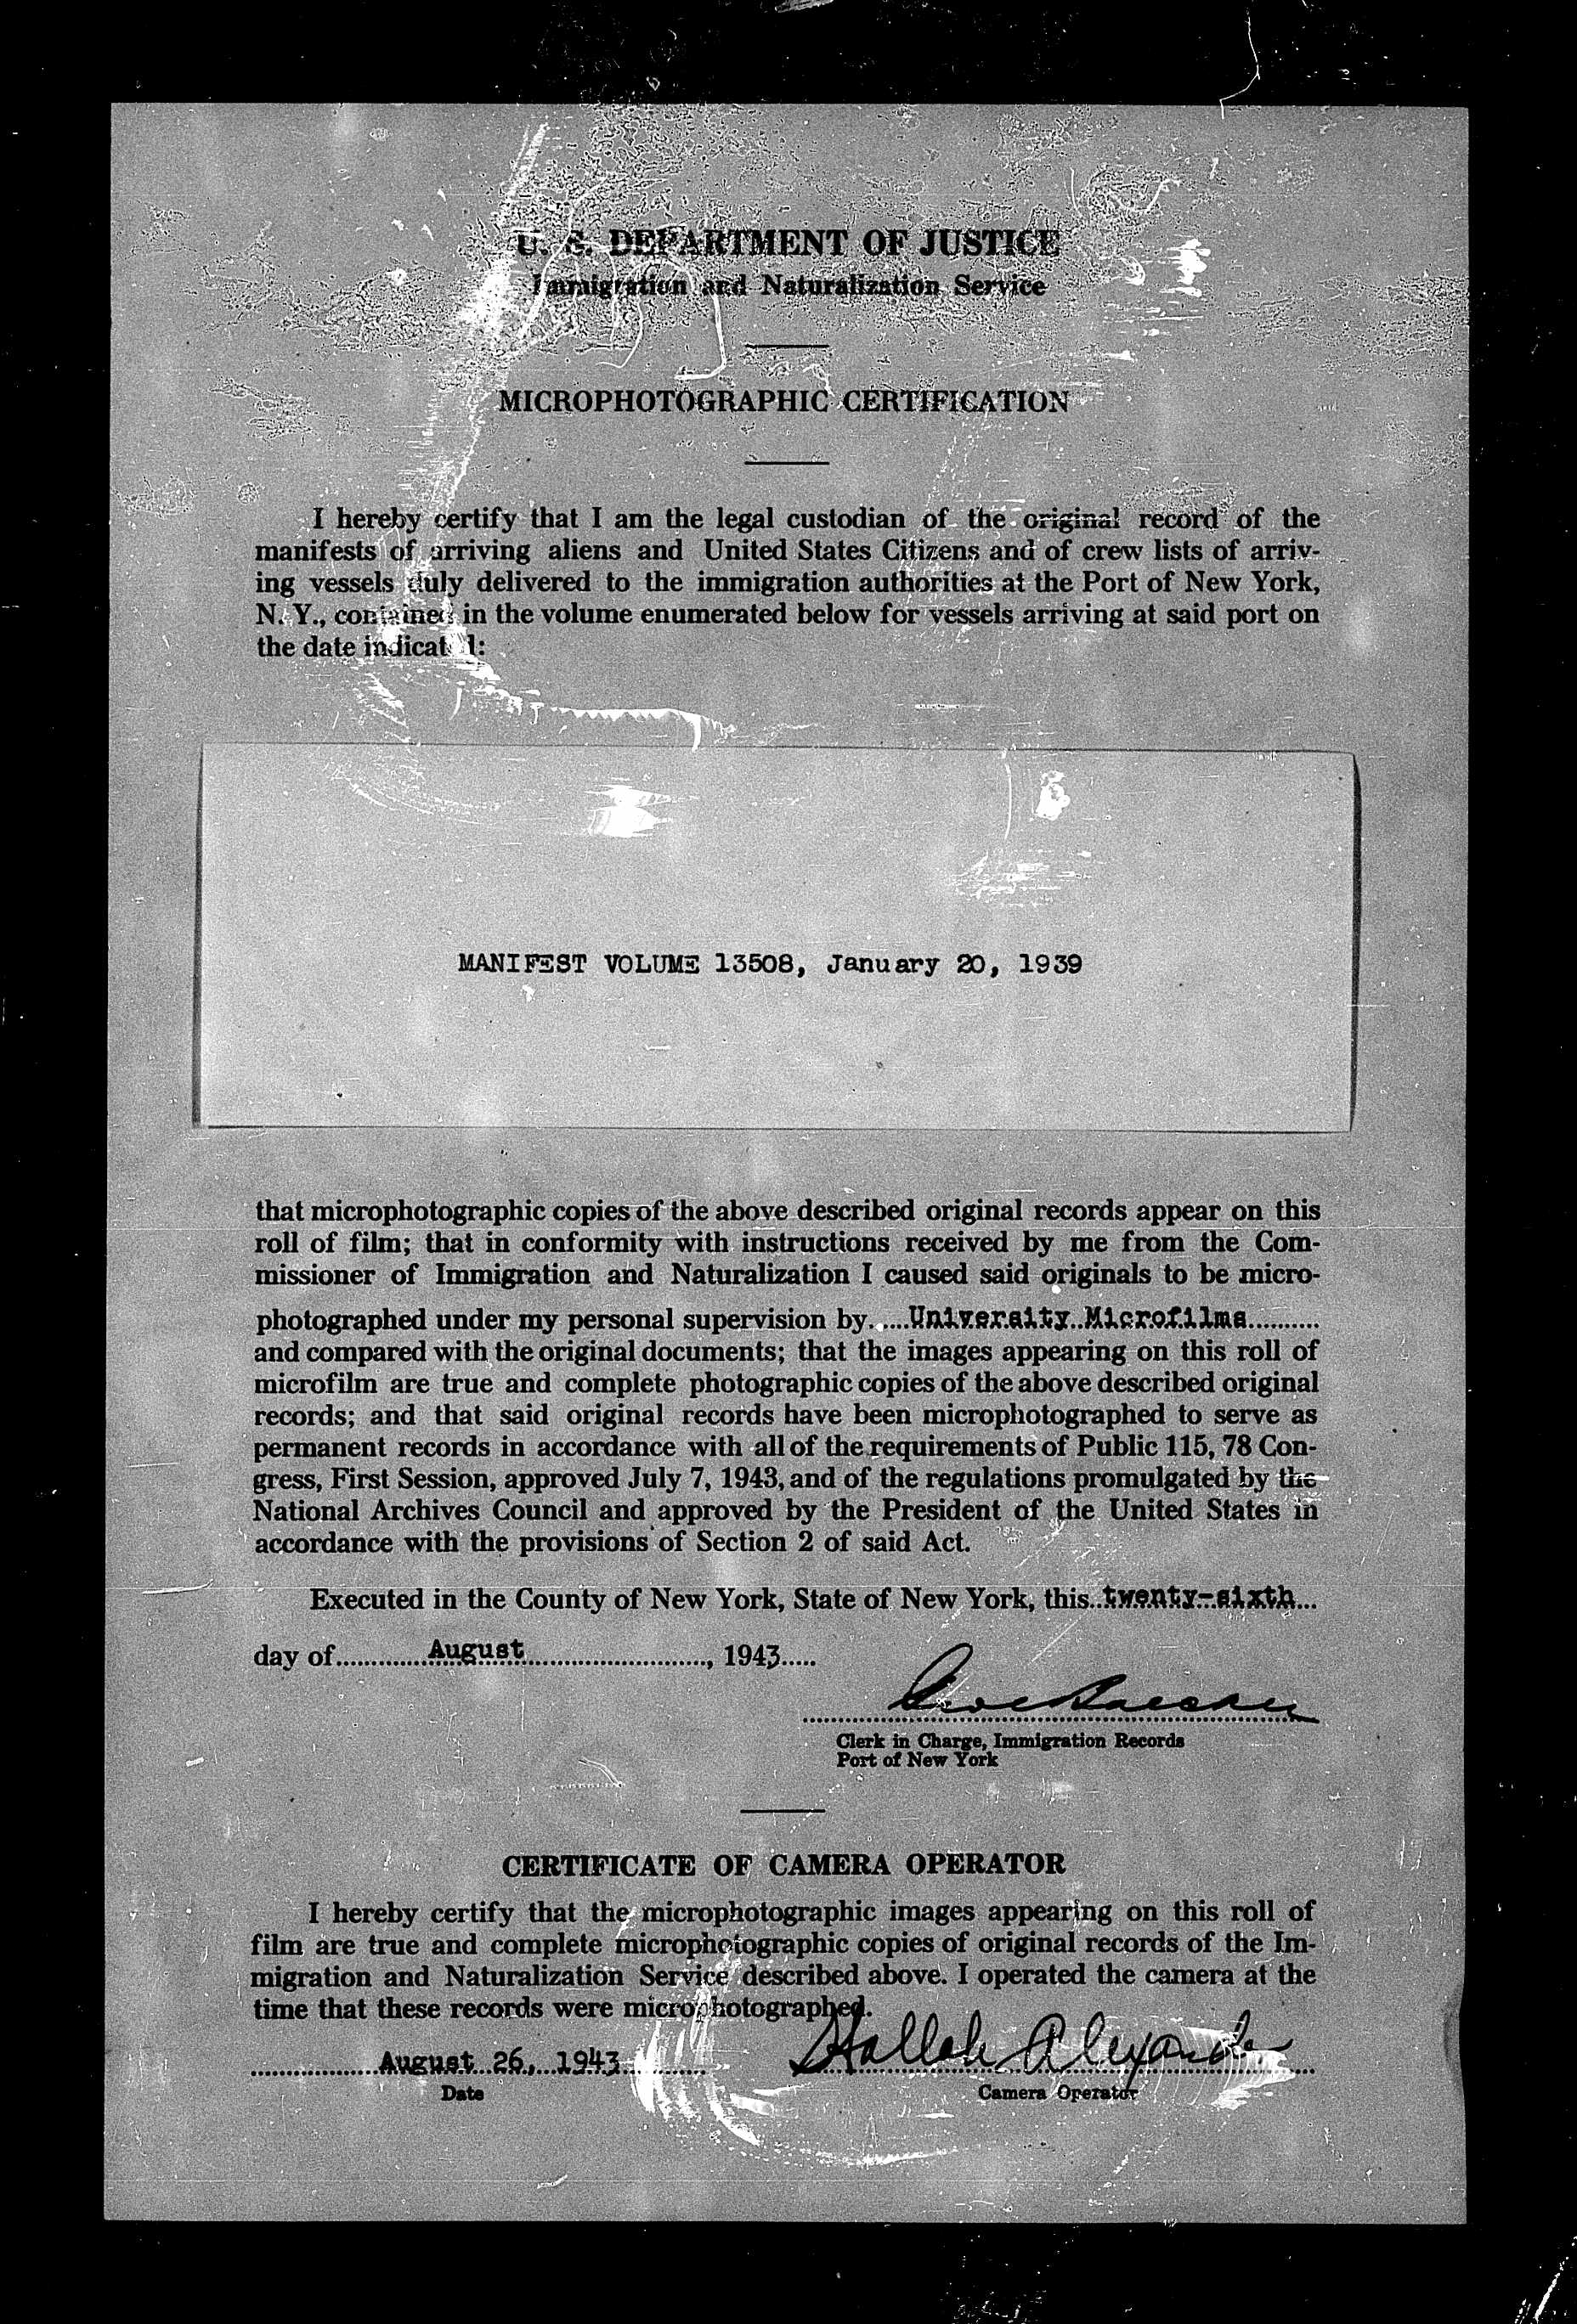 U. S. DEPARTMENT OF JUSTICE
Immigration and Naturalization Service
MICROPHOTOGRAPHIC CERTIFICATION
I hereby certify that I am the legal custodian of the original record of the
manifests of arriving aliens and United States Citizens and of crew lists of arriv-
ing vessels duly delivered to the immigration authorities at the Port of New York,
N. Y., contained in the volume enumerated below for vessels arriving at said port on
the date indicated:
MANIFEST VOLUME 13508, January 20, 1939
that microphotographic copies of the above described original records appear on this
roll of film; that in conformity with instructions received by me from the Com-
missioner of Immigration and Naturalization I caused said originals to be micro-
photographed under my personal supervision by......University Microfilms..........
and compared with the original documents; that the images appearing on this roll of
microfilm are true and complete photographic copies of the above described original
records; and that said original records have been microphotographed to serve as
permanent records in accordance with all of the requirements of Public 115, 78 Con-
gress, First Session, approved July 7, 1943, and of the regulations promulgated by the
National Archives Council and approved by the President of the United States in
accordance with the provisions of Section 2 of said Act.
Executed in the County of New York, State of New York, this..twenty-sixth...
day of..............August............................, 1943.....
Clerk in Charge, Immigration Records
Port of New York
CERTIFICATE OF CAMERA OPERATOR
I hereby certify that the microphotographic images appearing on this roll of
film are true and complete microphotographic copies of original records of the Im-
migration and Naturalization Service described above. I operated the camera at the
time that these records were microphotographed.
August 26, 1943 Alexander
Date Camera Operator